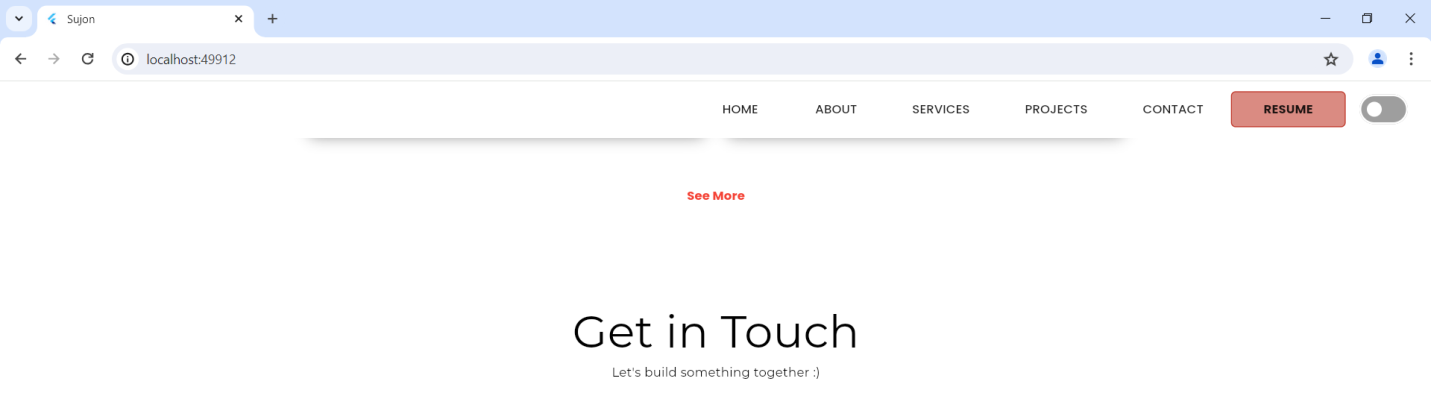 Sujon
localhost:49912
HOME ABOUT SERVICES PROJECTS CONTACT RESUME
See More
Get in Touch
Let's build something together :)